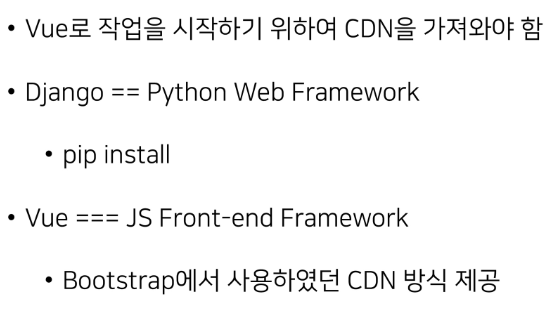 • Vue로 작업을 시작하기 위하여 CDN을 가져와야 함
• Django == Python Web Framework
• pip install
• Vue === JS Front-end Framework
• Bootstrap에서 사용하였던 CDN 방식 제공